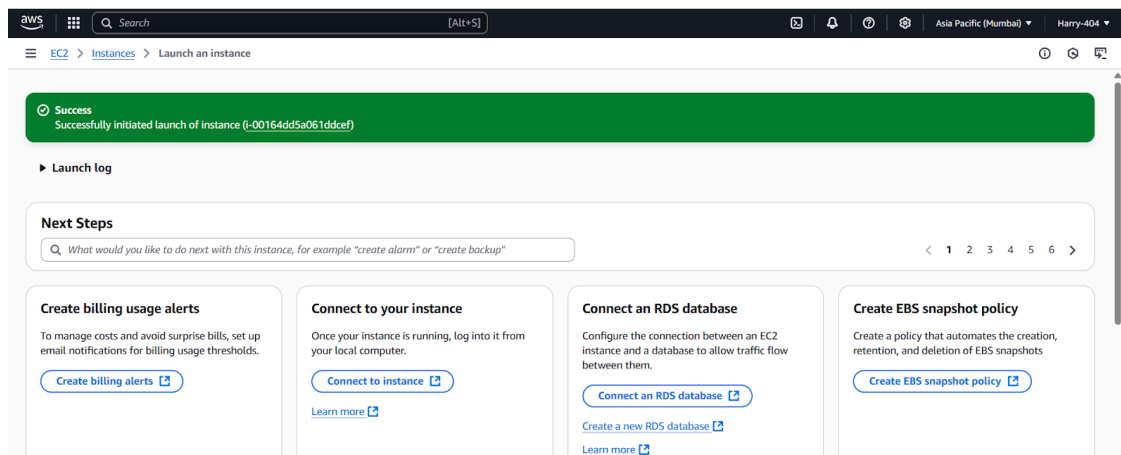 aws
Search
[Alt+S]
Asia Pacific (Mumbai)
Harry-404
EC2 > Instances > Launch an instance
Success
Successfully initiated launch of instance (i-00164dd5a061ddcef)
Launch log
Next Steps
What would you like to do next with this instance, for example "create alarm" or "create backup"
1 2 3 4 5 6
Create billing usage alerts
To manage costs and avoid surprise bills, set up
email notifications for billing usage thresholds.
Create billing alerts
Connect to your instance
Once your instance is running, log into it from
your local computer.
Connect to instance
Learn more
Connect an RDS database
Configure the connection between an EC2
instance and a database to allow traffic flow
between them.
Connect an RDS database
Create a new RDS database
Learn more
Create EBS snapshot policy
Create a policy that automates the creation,
retention, and deletion of EBS snapshots
Create EBS snapshot policy